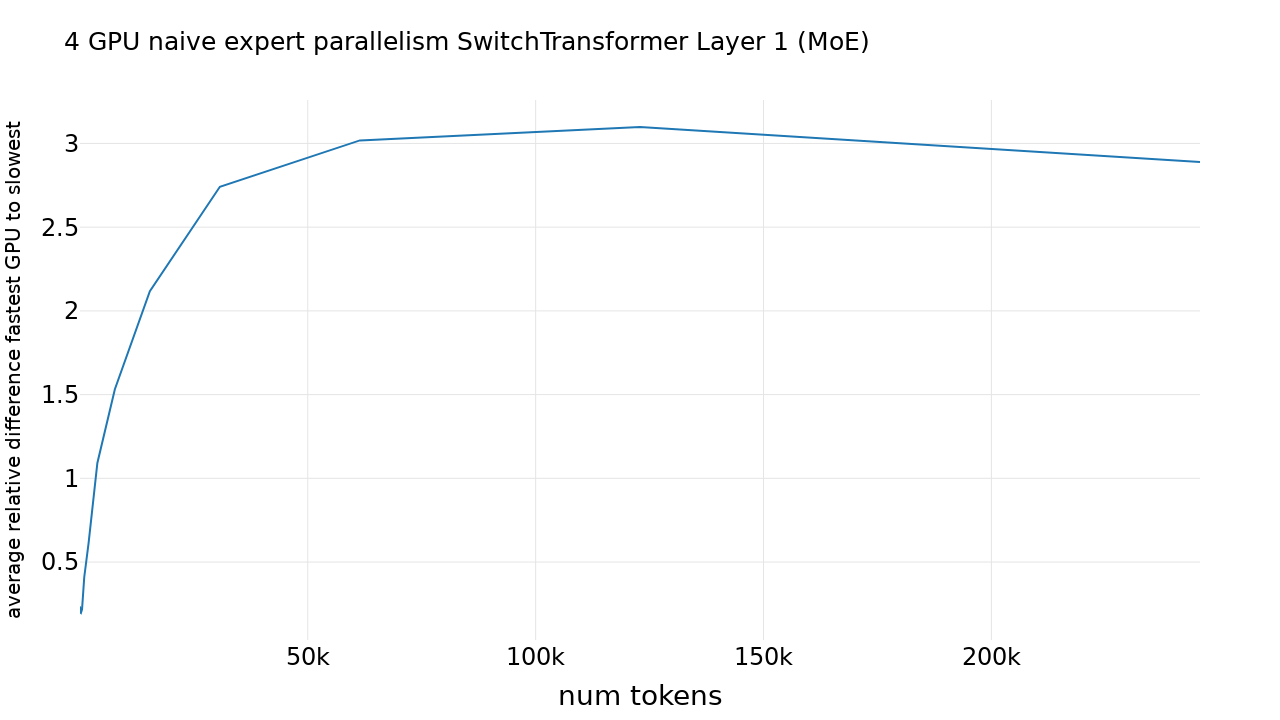 4 GPU naive expert parallelism SwitchTransformer Layer 1 (MoE)
average relative difference fastest GPU to slowest
3
2.5
2
1.5
1
0.5
50k
100k
150k
200k
num tokens